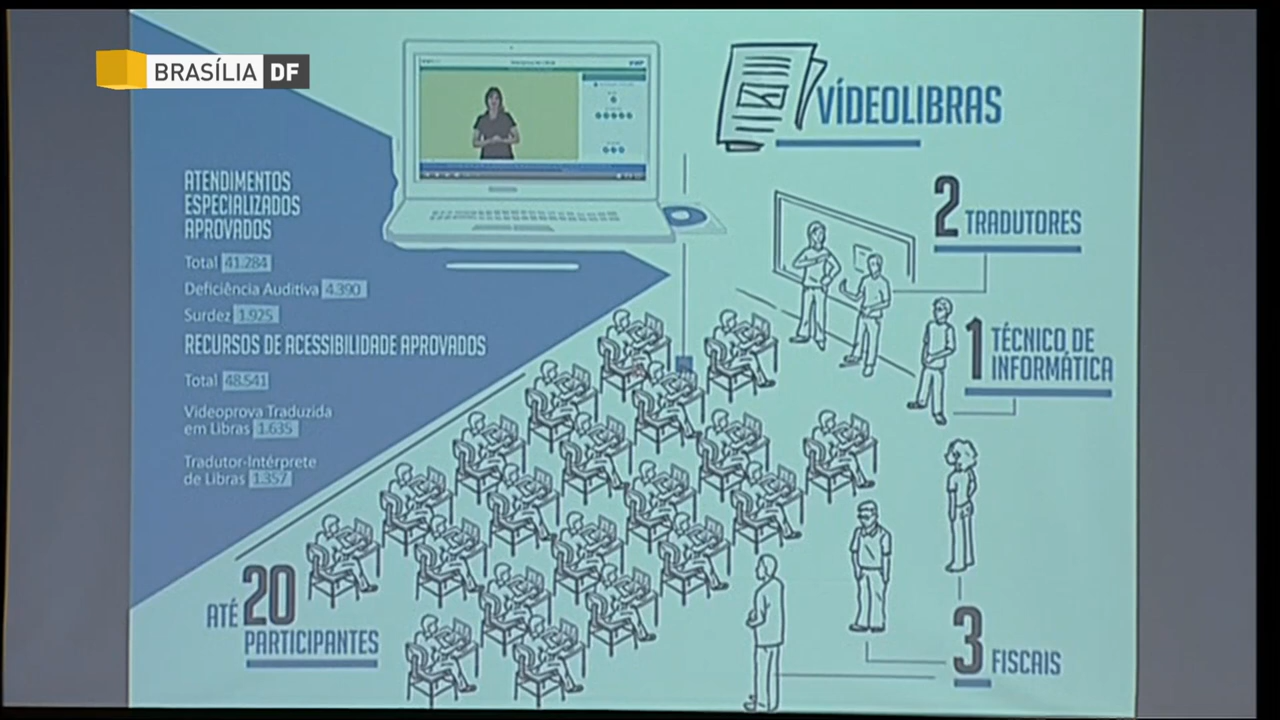 BRASÍLIA DF
VÍDEOLIBRAS
ATENDIMENTOS
ESPECIALIZADOS
APROVADOS
Total 41.284
Deficiência Auditiva 4.390
Surdez 1.925
RECURSOS DE ACESSIBILIDADE APROVADOS
Total 48.541
Videoprova Traduzida
em Libras 1.635
Tradutor-Intérprete
de Libras 1.357
2 TRADUTORES
1 TÉCNICO DE
INFORMÁTICA
ATÉ 20
PARTICIPANTES
3 FISCAIS